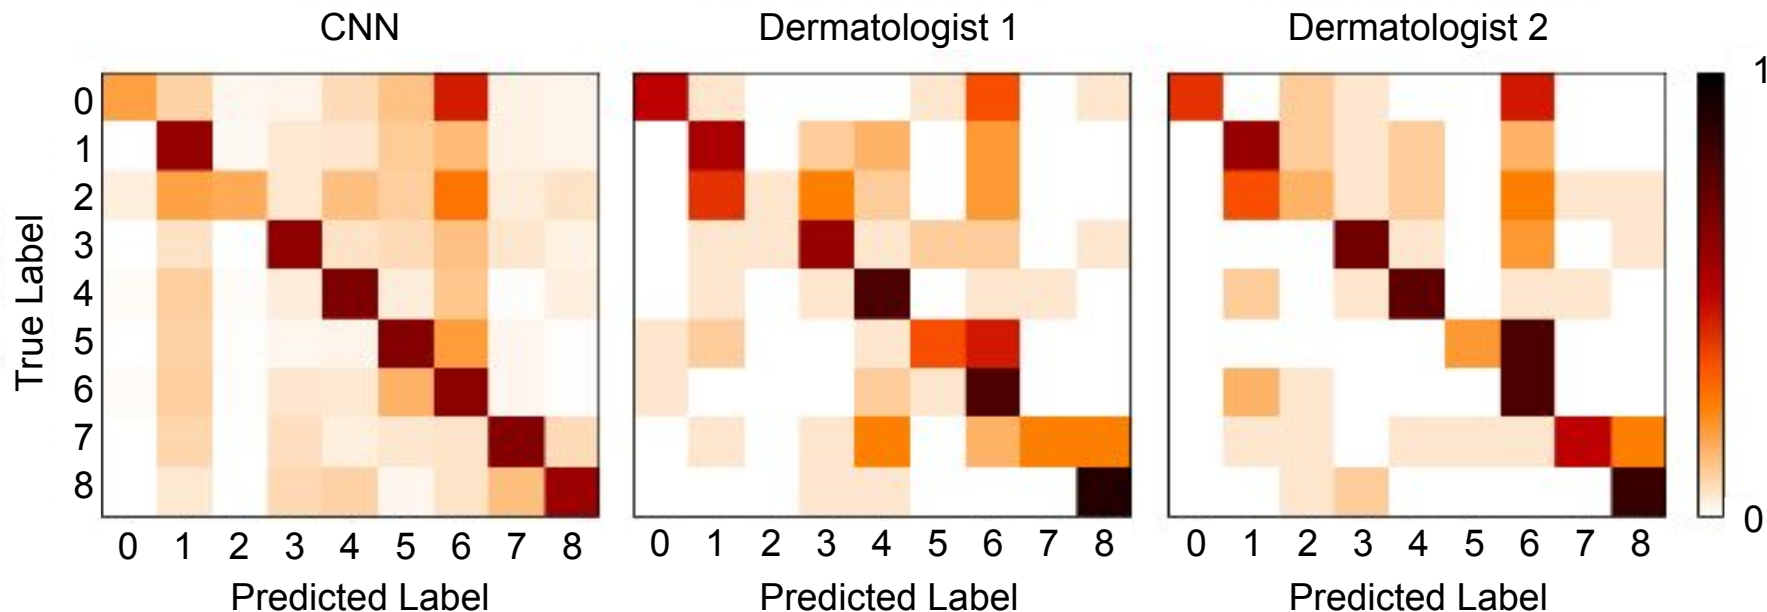 CNN
Dermatologist 1
Dermatologist 2
True Label
0
1
2
3
4
5
6
7
8
1
0
0 1 2 3 4 5 6 7 8
0 1 2 3 4 5 6 7 8
0 1 2 3 4 5 6 7 8
Predicted Label
Predicted Label
Predicted Label